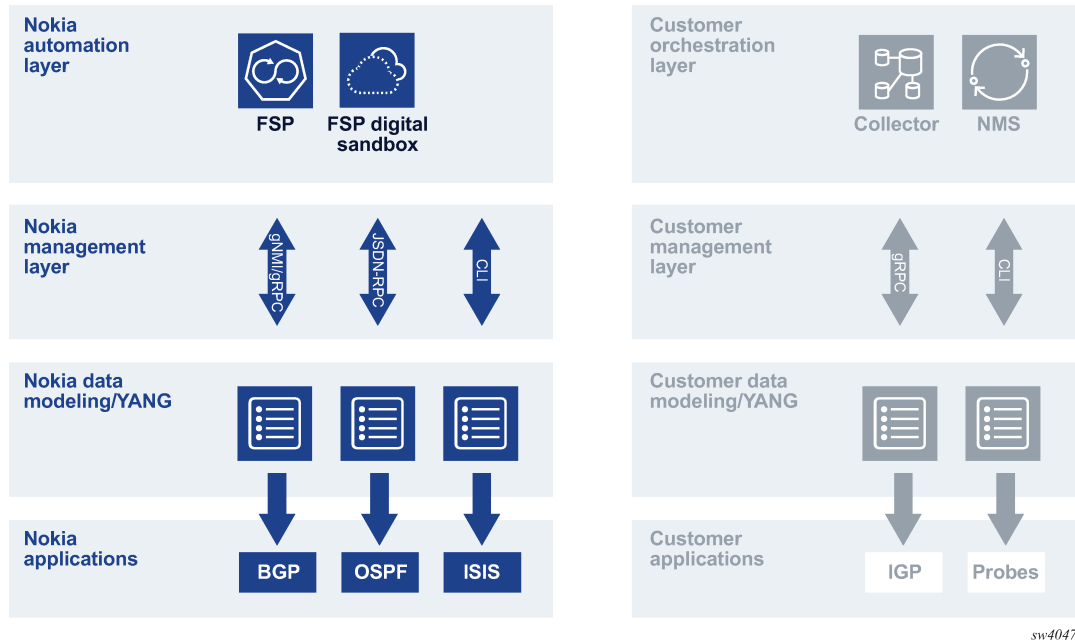 Nokia
automation
layer
FSP
FSP digital
sandbox
Customer
orchestration
layer
Collector
NMS
Nokia
management
layer
gNMI/gRPC
JSDN-RPC
CLI
Customer
management
layer
gRPC
CLI
Nokia data
modeling/YANG
Customer data
modeling/YANG
Nokia
applications
BGP
OSPF
ISIS
Customer
applications
IGP
Probes
sw4047